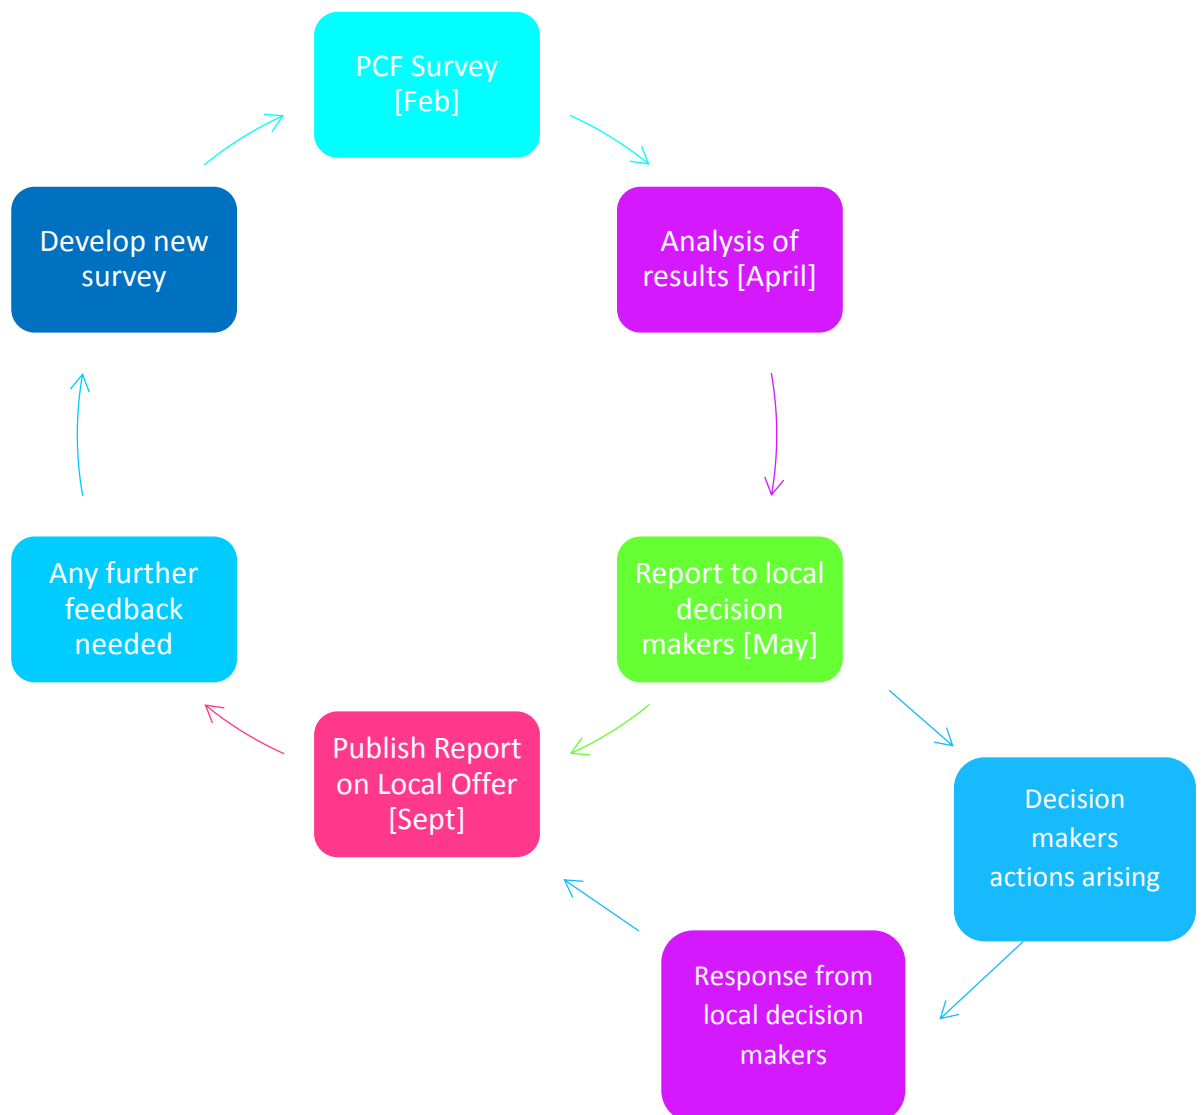 PCF Survey
[Feb]
Analysis of
results [April]
Report to local
decision
makers [May]
Decision
makers
actions arising
Response from
local decision
makers
Publish Report
on Local Offer
[Sept]
Any further
feedback
needed
Develop new
survey